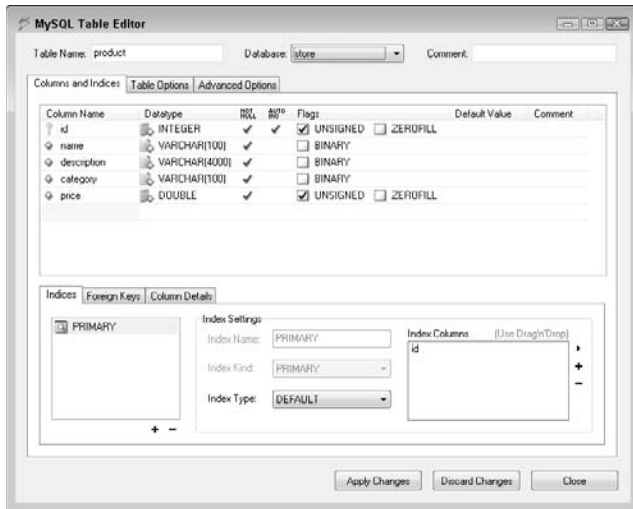 MySQL Table Editor
Table Name: product Database: store Comment:
Columns and Indices Table Options Advanced Options
Column Name Datatype NOT NULL AUTO INC Flags Default Value Comment
id INTEGER UNSIGNED ZEROFILL
name VARCHAR(100) BINARY
description VARCHAR(4000) BINARY
category VARCHAR(100) BINARY
price DOUBLE UNSIGNED ZEROFILL
Indices Foreign Keys Column Details
PRIMARY
Index Settings
Index Name: PRIMARY
Index Kind: PRIMARY
Index Type: DEFAULT
Index Columns (Use Drag'n'Drop)
id
Apply Changes Discard Changes Close